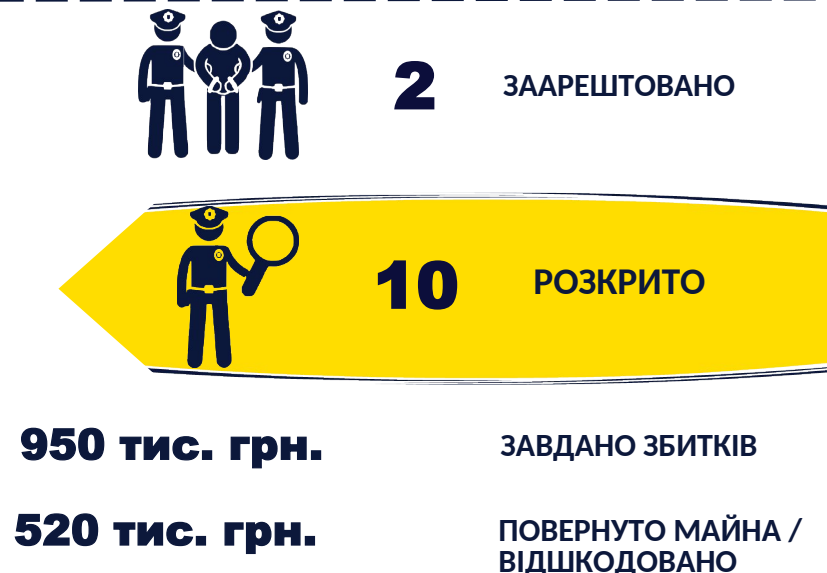 2 ЗААРЕШТОВАНО
10 РОЗКРИТО
950 тис. грн. ЗАВДАНО ЗБИТКІВ
520 тис. грн. ПОВЕРНУТО МАЙНА /
ВІДШКОДОВАНО